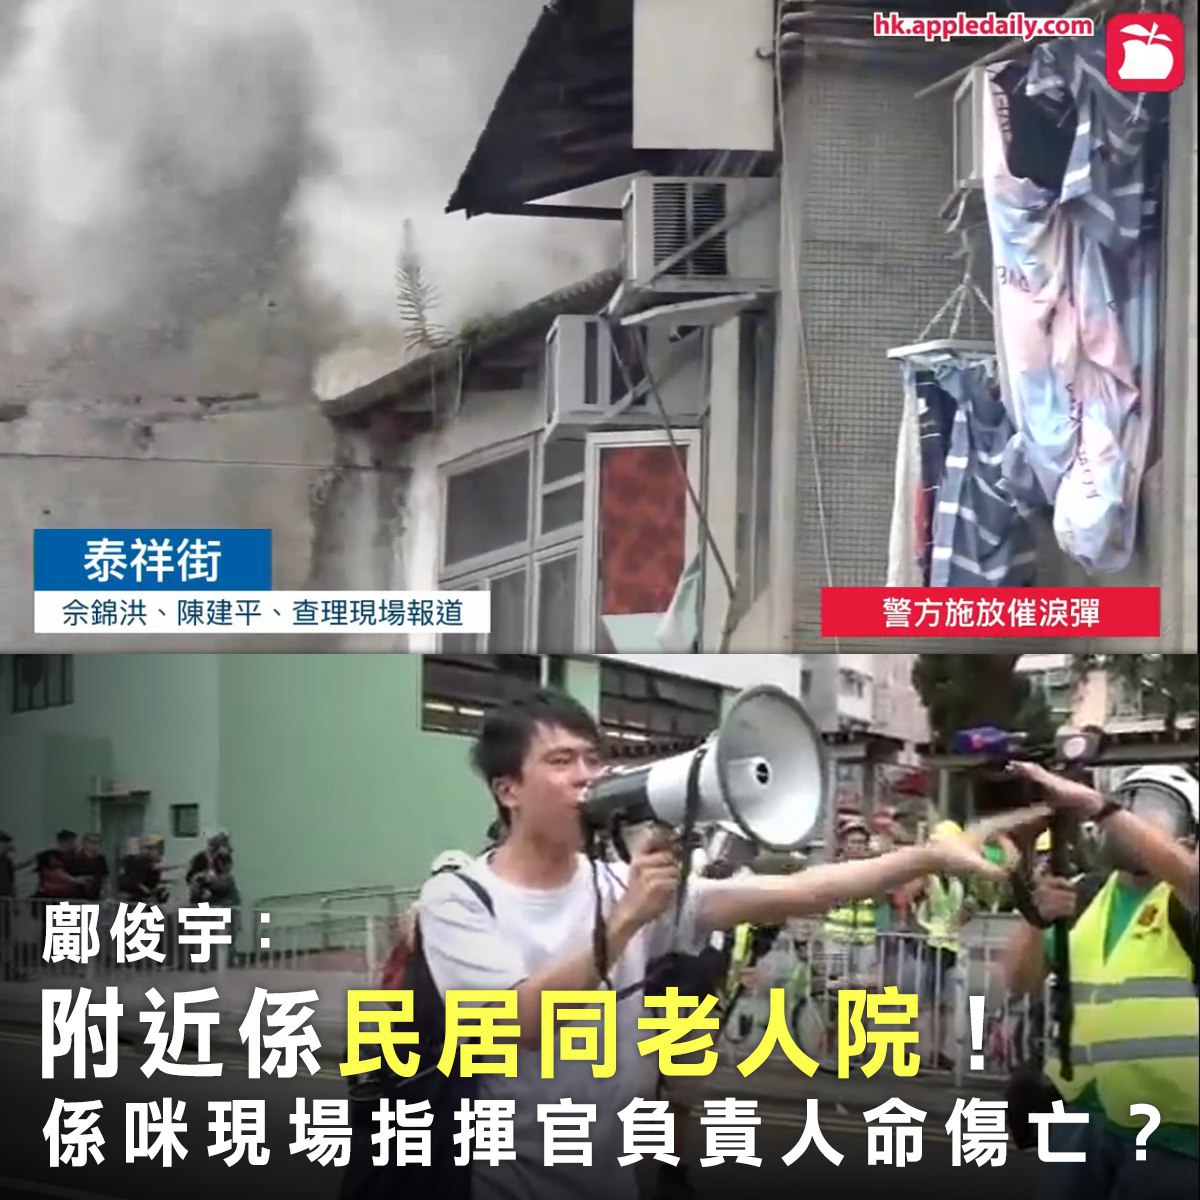 hk.appledaily.com
泰祥街
佘錦洪、陳建平、查理現場報道
警方施放催淚彈
鄺俊宇：
附近係民居同老人院！
係咪現場指揮官負責人命傷亡？